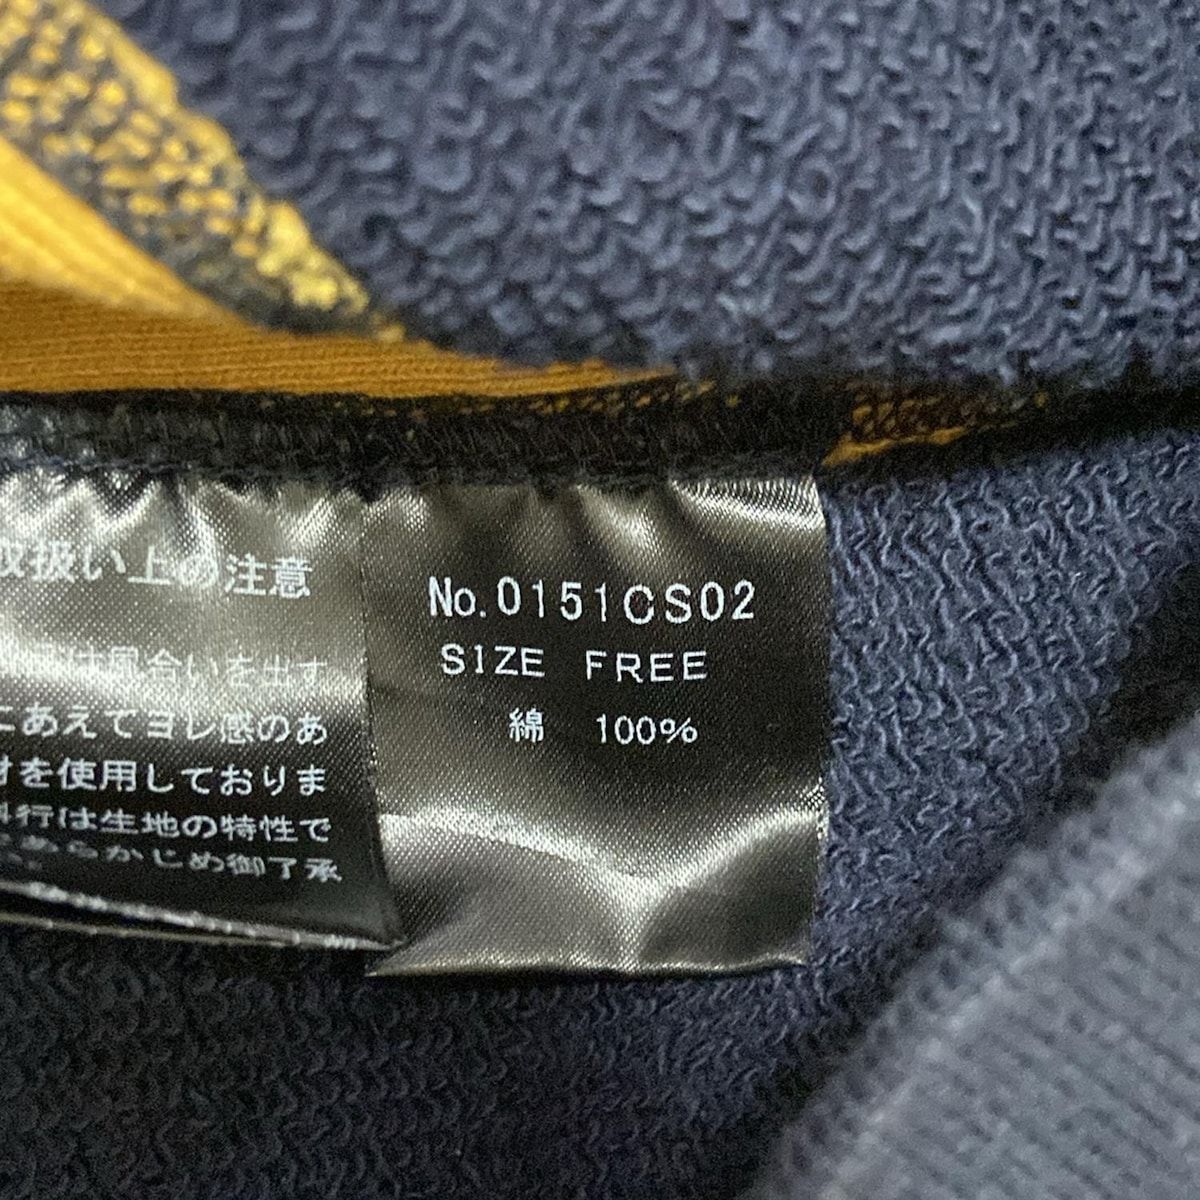 取扱い上の注意
は風合いを出す
にあえてヨレ感のあ
を使用しておりま
行は生地の特性で
あらかじめ御了承
No.0151CS02
SIZE FREE
綿 100%